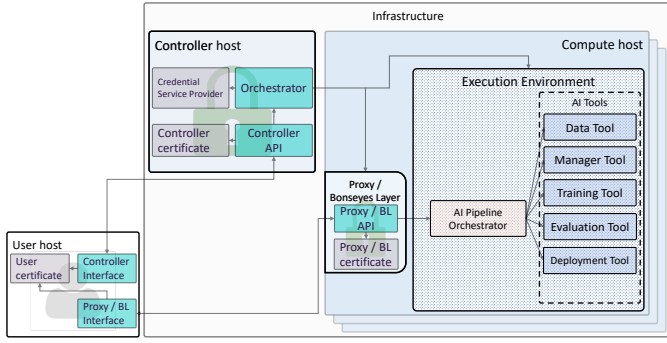 Infrastructure
Controller host
Credential
Service Provider
Orchestrator
Controller
certificate
Controller
API
Compute host
Execution Environment
AI Tools
Data Tool
Manager Tool
Training Tool
Evaluation Tool
Deployment Tool
AI Pipeline
Orchestrator
Proxy /
Bonseyes Layer
Proxy / BL
API
Proxy / BL
certificate
User host
User
certificate
Controller
Interface
Proxy / BL
Interface